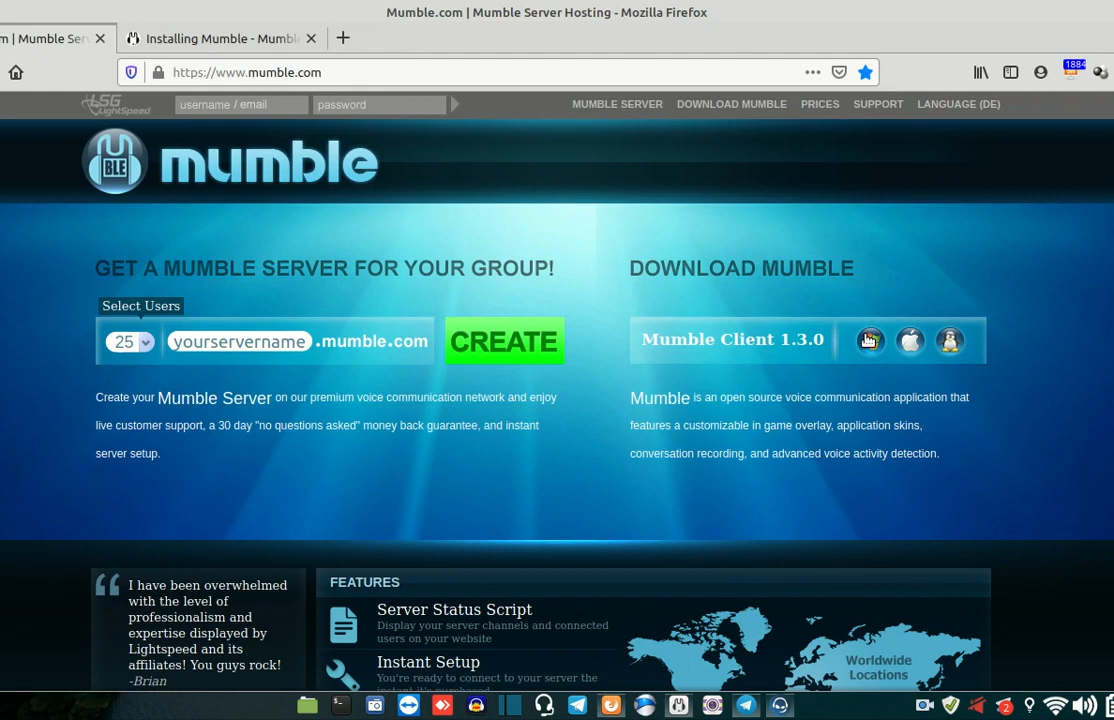 Mumble.com | Mumble Server Hosting - Mozilla Firefox
m | Mumble Ser
Installing Mumble - Mumbl
https://www.mumble.com
1884
LSG LightSpeed
username / email
password
MUMBLE SERVER
DOWNLOAD MUMBLE
PRICES
SUPPORT
LANGUAGE (DE)
BLE
mumble
GET A MUMBLE SERVER FOR YOUR GROUP!
Select Users
25
yourservername
.mumble.com
CREATE
Create your Mumble Server on our premium voice communication network and enjoy
live customer support, a 30 day "no questions asked" money back guarantee, and instant
server setup.
DOWNLOAD MUMBLE
Mumble Client 1.3.0
Mumble is an open source voice communication application that
features a customizable in game overlay, application skins,
conversation recording, and advanced voice activity detection.
I have been overwhelmed
with the level of
professionalism and
expertise displayed by
Lightspeed and its
affiliates! You guys rock!
-Brian
FEATURES
Server Status Script
Display your server channels and connected
users on your website
Instant Setup
You're ready to connect to your server the
instant it's purchased
Worldwide
Locations
2